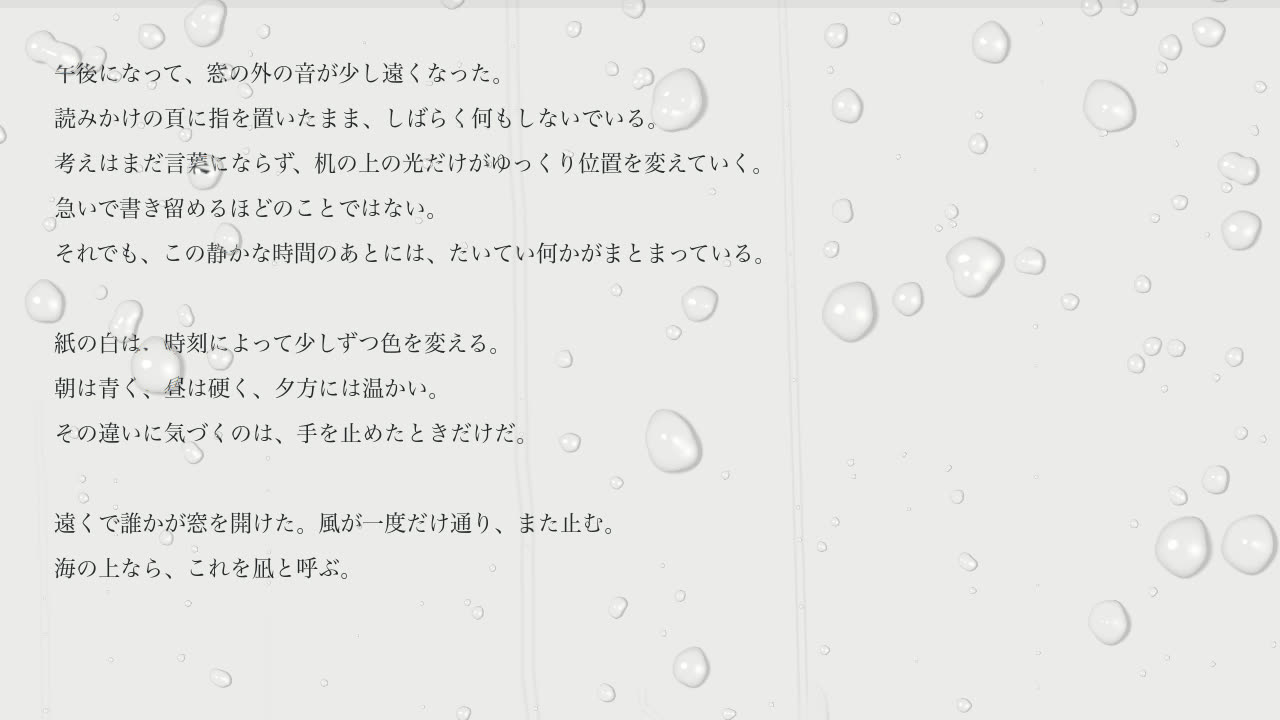 午後になって、窓の外の音が少し遠くなった。
読みかけの頁に指を置いたまま、しばらく何もしないでいる。
考えはまだ言葉にならず、机の上の光だけがゆっくり位置を変えていく。
急いで書き留めるほどのことではない。
それでも、この静かな時間のあとには、たいてい何かがまとまっている。
紙の白は、時刻によって少しずつ色を変える。
朝は青く、昼は硬く、夕方には温かい。
その違いに気づくのは、手を止めたときだけだ。
遠くで誰かが窓を開けた。風が一度だけ通り、また止む。
海の上なら、これを凪と呼ぶ。